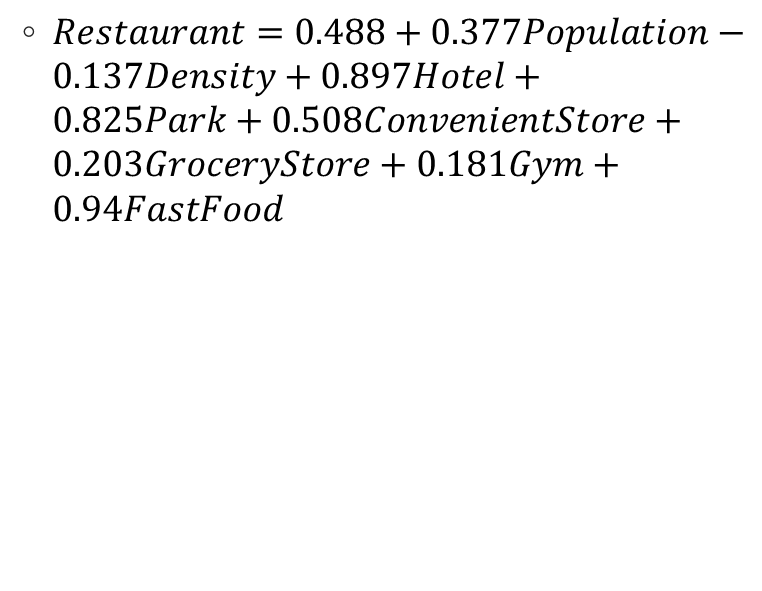 ◦ Restaurant = 0.488 + 0.377Population −
0.137Density + 0.897Hotel +
0.825Park + 0.508ConvenientStore +
0.203GroceryStore + 0.181Gym +
0.94FastFood